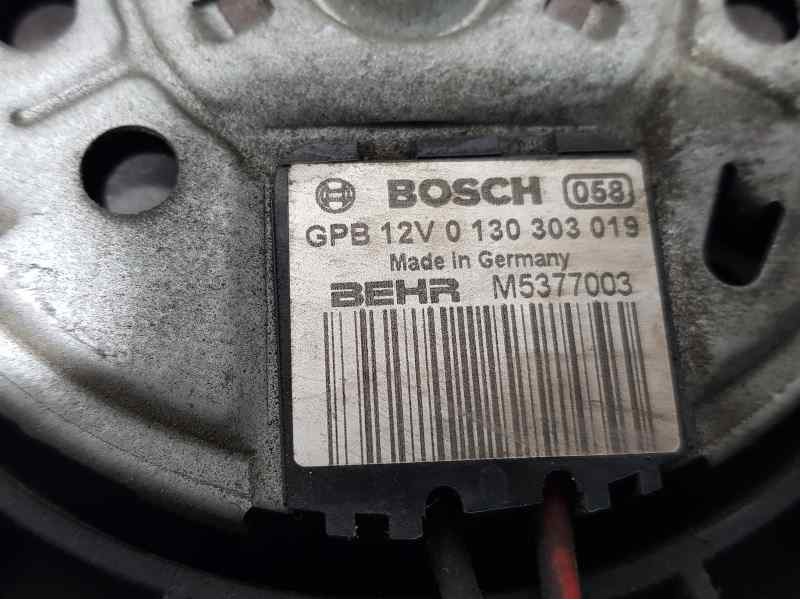 BOSCH 058
GPB 12V 0 130 303 019
Made in Germany
BEHR M5377003